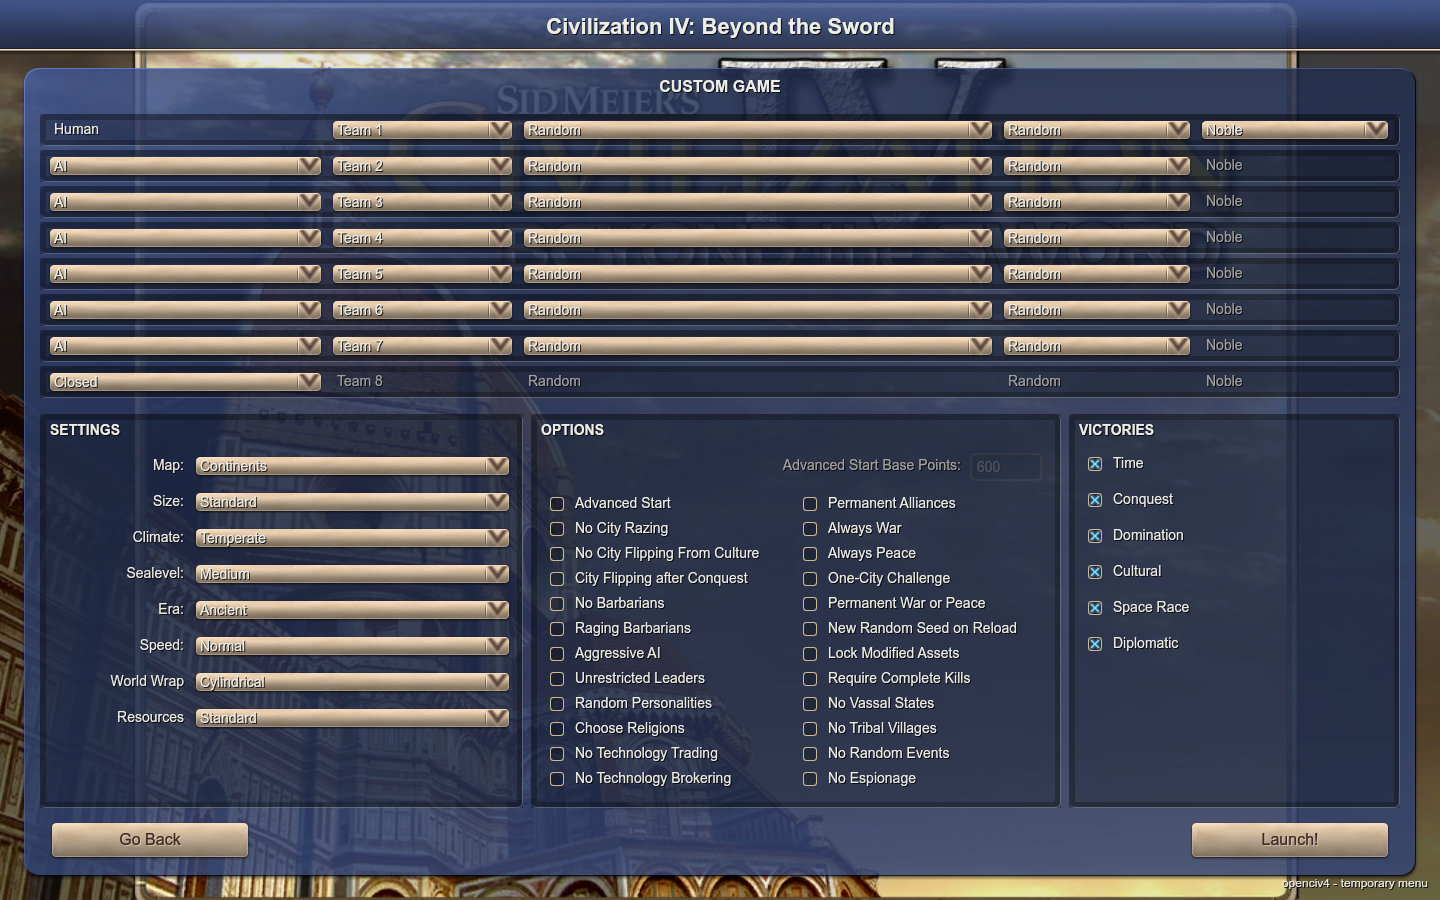 Civilization IV: Beyond the Sword
CUSTOM GAME
SID MEIER'S
CIVILIZATION IV
BEYOND THE SWORD
Human Team 1 Random Random Noble
AI Team 2 Random Random Noble
AI Team 3 Random Random Noble
AI Team 4 Random Random Noble
AI Team 5 Random Random Noble
AI Team 6 Random Random Noble
AI Team 7 Random Random Noble
Closed Team 8 Random Random Noble
SETTINGS
Map: Continents
Size: Standard
Climate: Temperate
Sealevel: Medium
Era: Ancient
Speed: Normal
World Wrap Cylindrical
Resources Standard
OPTIONS
Advanced Start Base Points: 600
Advanced Start
No City Razing
No City Flipping From Culture
City Flipping after Conquest
No Barbarians
Raging Barbarians
Aggressive AI
Unrestricted Leaders
Random Personalities
Choose Religions
No Technology Trading
No Technology Brokering
Permanent Alliances
Always War
Always Peace
One-City Challenge
Permanent War or Peace
New Random Seed on Reload
Lock Modified Assets
Require Complete Kills
No Vassal States
No Tribal Villages
No Random Events
No Espionage
VICTORIES
Time
Conquest
Domination
Cultural
Space Race
Diplomatic
Go Back
Launch!
openciv4 - temporary menu